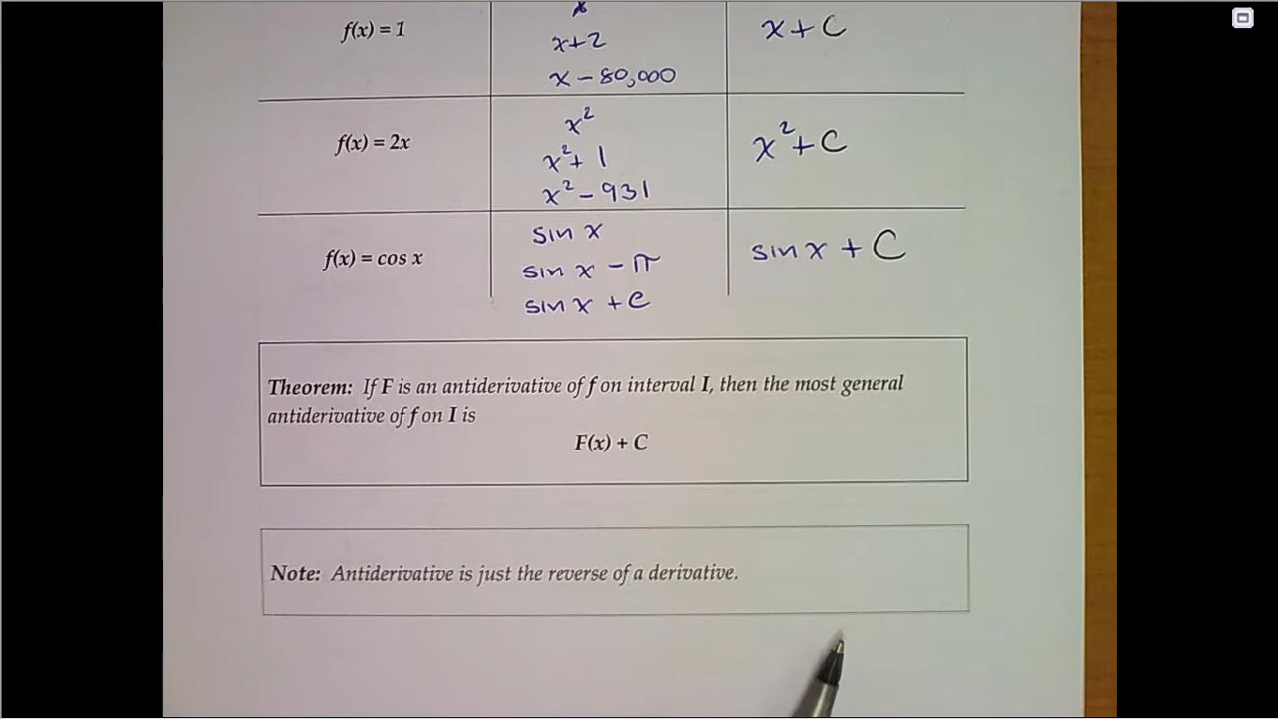 f(x) = 1
x
x+2
x - 80,000
x + C
f(x) = 2x
x²
x² + 1
x² - 931
x² + C
f(x) = cos x
sin x
sin x - π
sin x + e
sin x + C
Theorem: If F is an antiderivative of f on interval I, then the most general
antiderivative of f on I is
F(x) + C
Note: Antiderivative is just the reverse of a derivative.